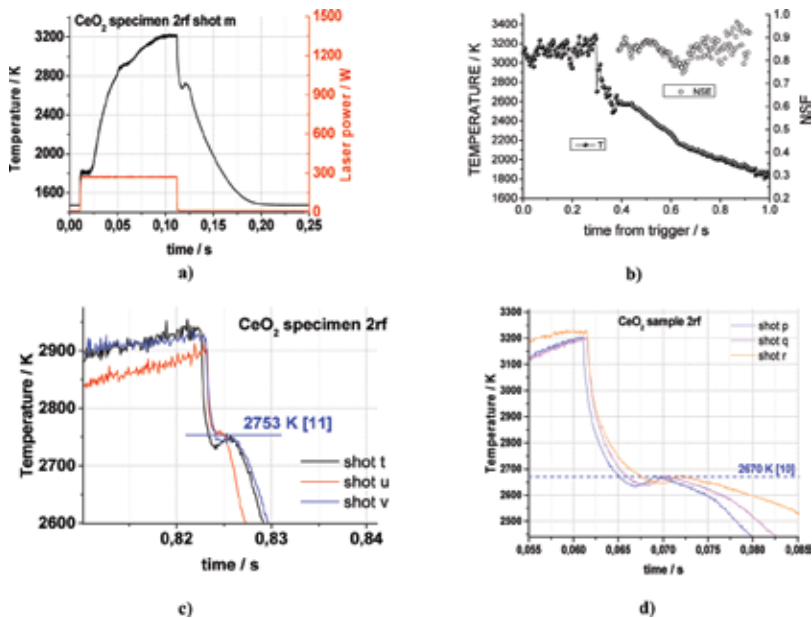 CeO2 specimen 2rf shot m
Temperature / K
3200
2800
2400
2000
1600
1500
1200
900
600
300
0
Laser power / W
0,00 0,05 0,10 0,15 0,20 0,25
time / s
a)
TEMPERATURE / K
3600
3400
3200
3000
2800
2600
2400
2200
2000
1800
1600
NSE
T
1.0
0.9
0.8
0.7
0.6
0.5
0.4
0.3
0.2
0.0 0.2 0.4 0.6 0.8 1.0
time from trigger / s
b)
CeO2 specimen 2rf
Temperature / K
2900
2800
2700
2600
2753 K [11]
shot t
shot u
shot v
0,82 0,83 0,84
time / s
c)
CeO2 sample 2rf
Temperature / K
3300
3200
3100
3000
2900
2800
2700
2600
2500
shot p
shot q
shot r
2670 K [10]
0,055 0,060 0,065 0,070 0,075 0,080 0,085
time / s
d)